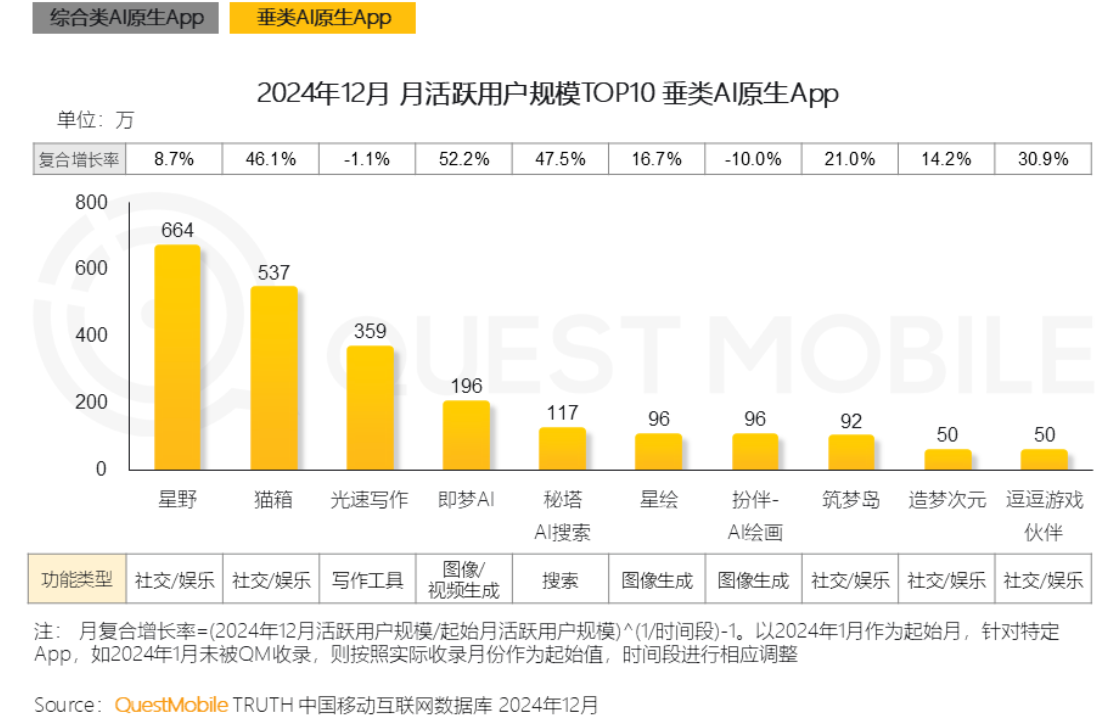 综合类AI原生App 垂类AI原生App
2024年12月 月活跃用户规模TOP10 垂类AI原生App
单位：万
复合增长率 8.7% 46.1% -1.1% 52.2% 47.5% 16.7% -10.0% 21.0% 14.2% 30.9%
800
600
400
200
0
664 537 359 196 117 96 96 92 50 50
QUEST MOBILE
星野 猫箱 光速写作 即梦AI 秘塔 星绘 扮伴- 筑梦岛 造梦次元 逗逗游戏
AI搜索 AI绘画 伙伴
功能类型 社交/娱乐 社交/娱乐 写作工具 图像/ 搜索 图像生成 图像生成 社交/娱乐 社交/娱乐 社交/娱乐
视频生成
注： 月复合增长率=(2024年12月活跃用户规模/起始月活跃用户规模)^(1/时间段)-1。以2024年1月作为起始月，针对特定
App，如2024年1月未被QM收录，则按照实际收录月份作为起始值，时间段进行相应调整
Source：QuestMobile TRUTH 中国移动互联网数据库 2024年12月